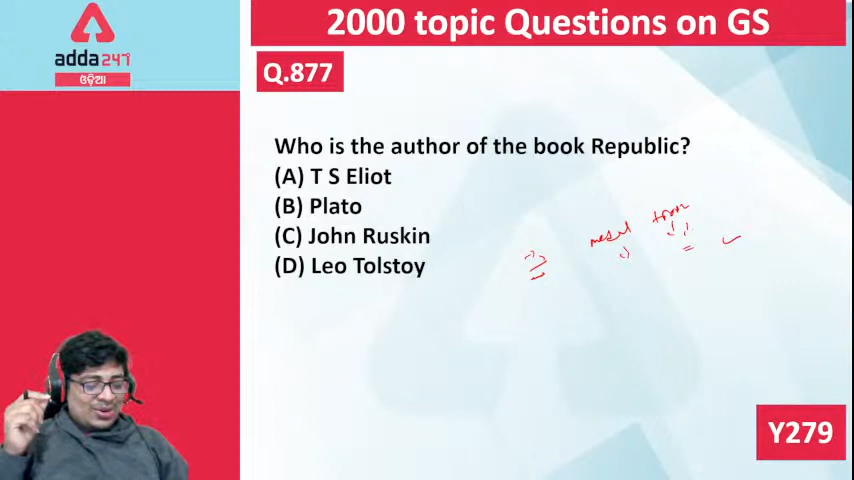 2000 topic Questions on GS
adda247
ଓଡ଼ିଆ
Q.877
Who is the author of the book Republic?
(A) T S Eliot
(B) Plato
(C) John Ruskin
(D) Leo Tolstoy
Y279